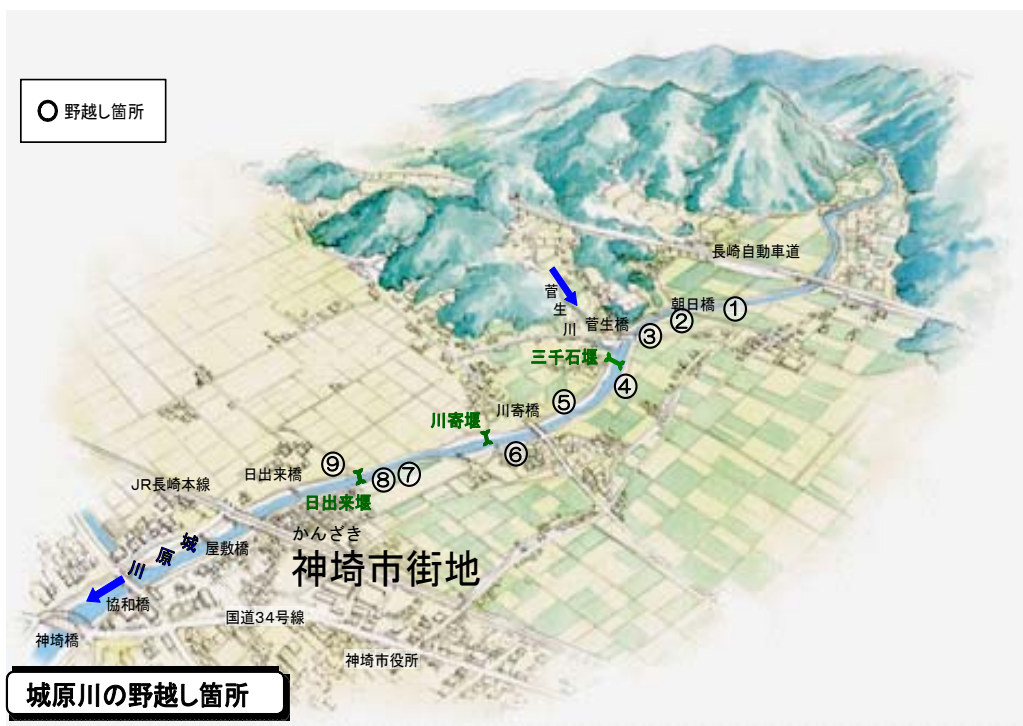 ○ 野越し箇所
長崎自動車道
菅生川
朝日橋
①
②
菅生橋
③
三千石堰
④
⑤
川寄橋
川寄堰
⑥
⑨
⑧
⑦
日出来橋
日出来堰
JR長崎本線
かんざき
神埼市街地
城原川
屋敷橋
協和橋
国道34号線
神埼橋
神埼市役所
城原川の野越し箇所